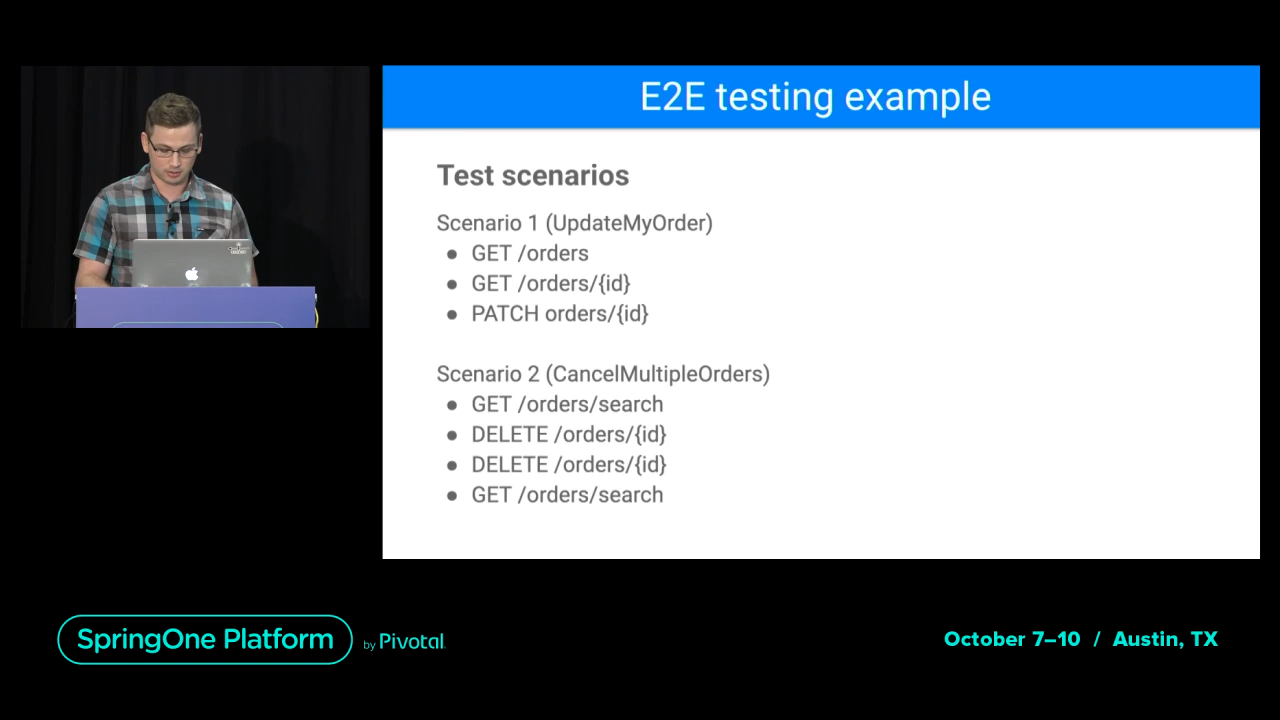 E2E testing example
Test scenarios
Scenario 1 (UpdateMyOrder)
● GET /orders
● GET /orders/{id}
● PATCH orders/{id}
Scenario 2 (CancelMultipleOrders)
● GET /orders/search
● DELETE /orders/{id}
● DELETE /orders/{id}
● GET /orders/search
SpringOne Platform by Pivotal
October 7–10 / Austin, TX